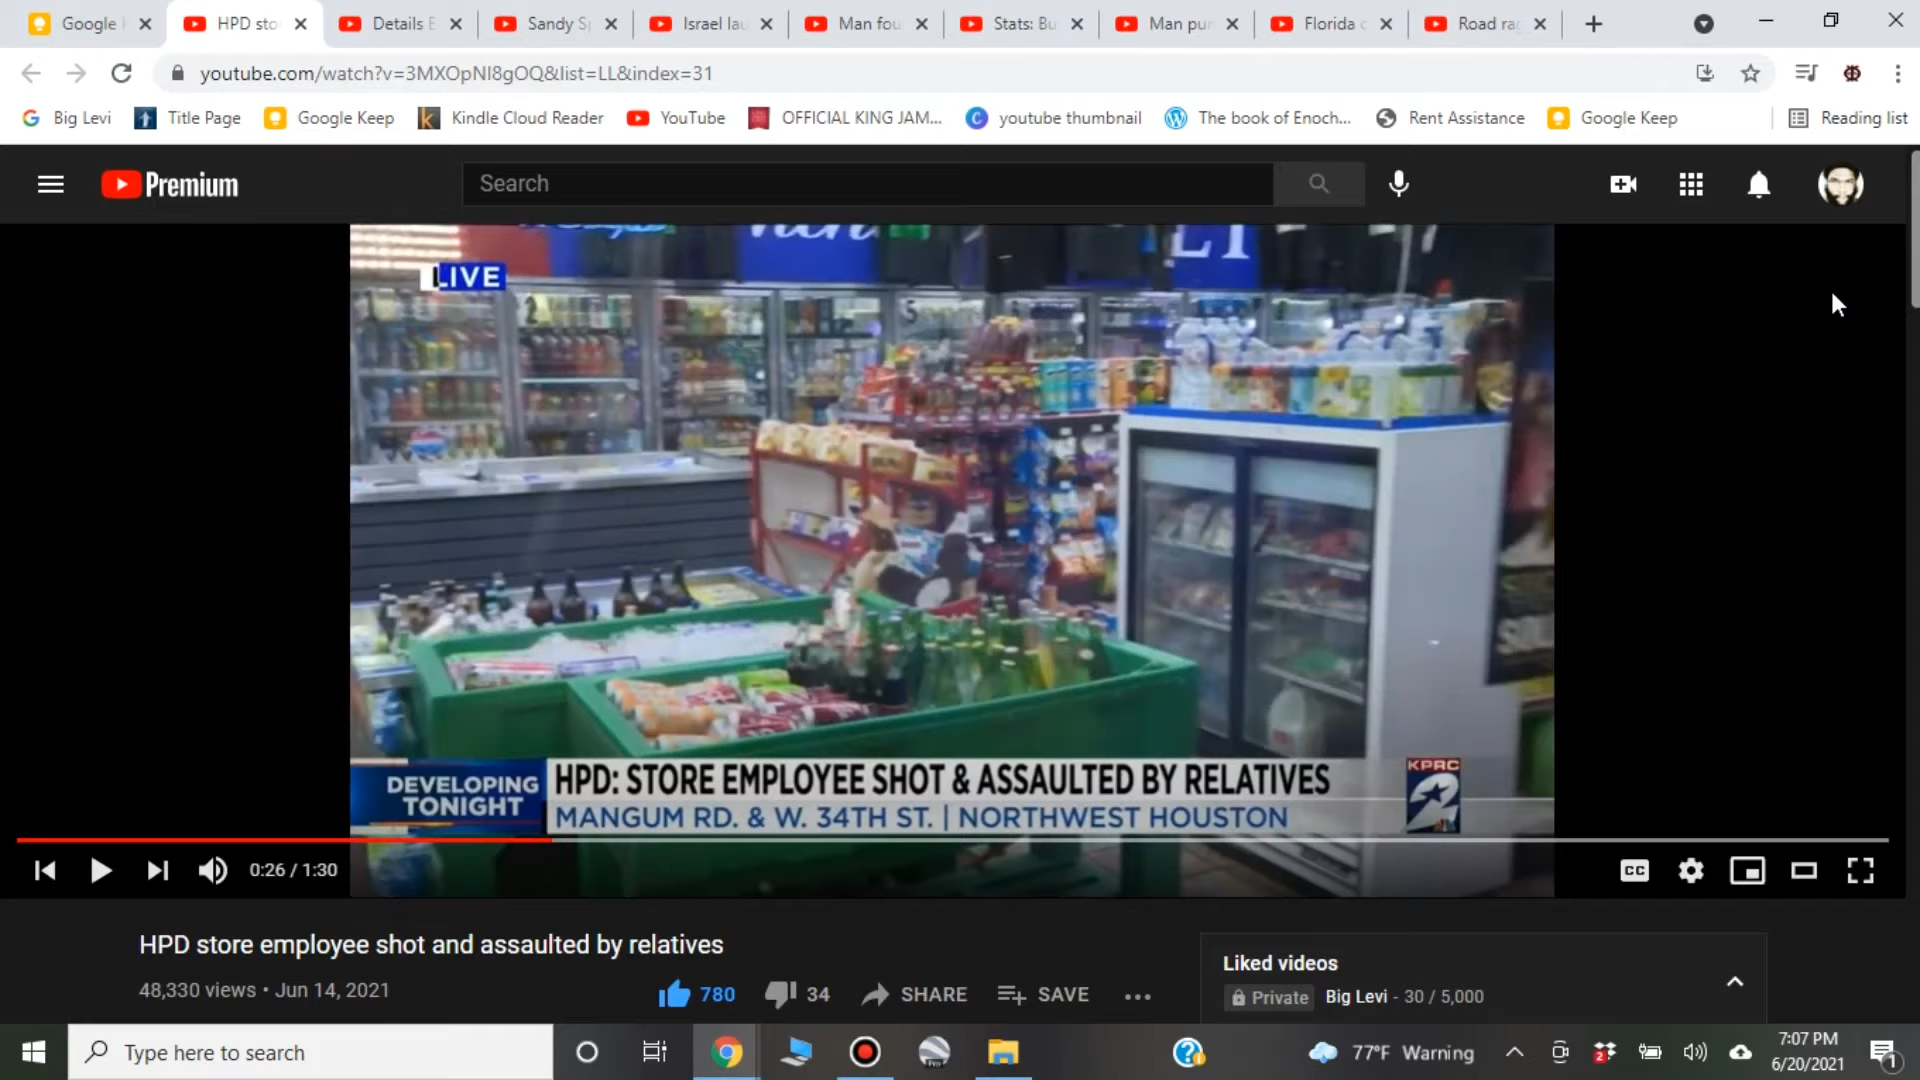 Google
HPD sto
Details E
Sandy Sp
Israel lau
Man fou
Stats: Bu
Man pun
Florida c
Road rag
youtube.com/watch?v=3MXOpNI8gOQ&list=LL&index=31
Big Levi
Title Page
Google Keep
Kindle Cloud Reader
YouTube
OFFICIAL KING JAM...
youtube thumbnail
The book of Enoch...
Rent Assistance
Google Keep
Reading list
Premium
Search
LIVE
DEVELOPING
TONIGHT
HPD: STORE EMPLOYEE SHOT & ASSAULTED BY RELATIVES
MANGUM RD. & W. 34TH ST. | NORTHWEST HOUSTON
KPRC
2
0:26 / 1:30
CC
HPD store employee shot and assaulted by relatives
48,330 views • Jun 14, 2021
780
34
SHARE
SAVE
Liked videos
Private
Big Levi - 30 / 5,000
Type here to search
77°F Warning
7:07 PM
6/20/2021